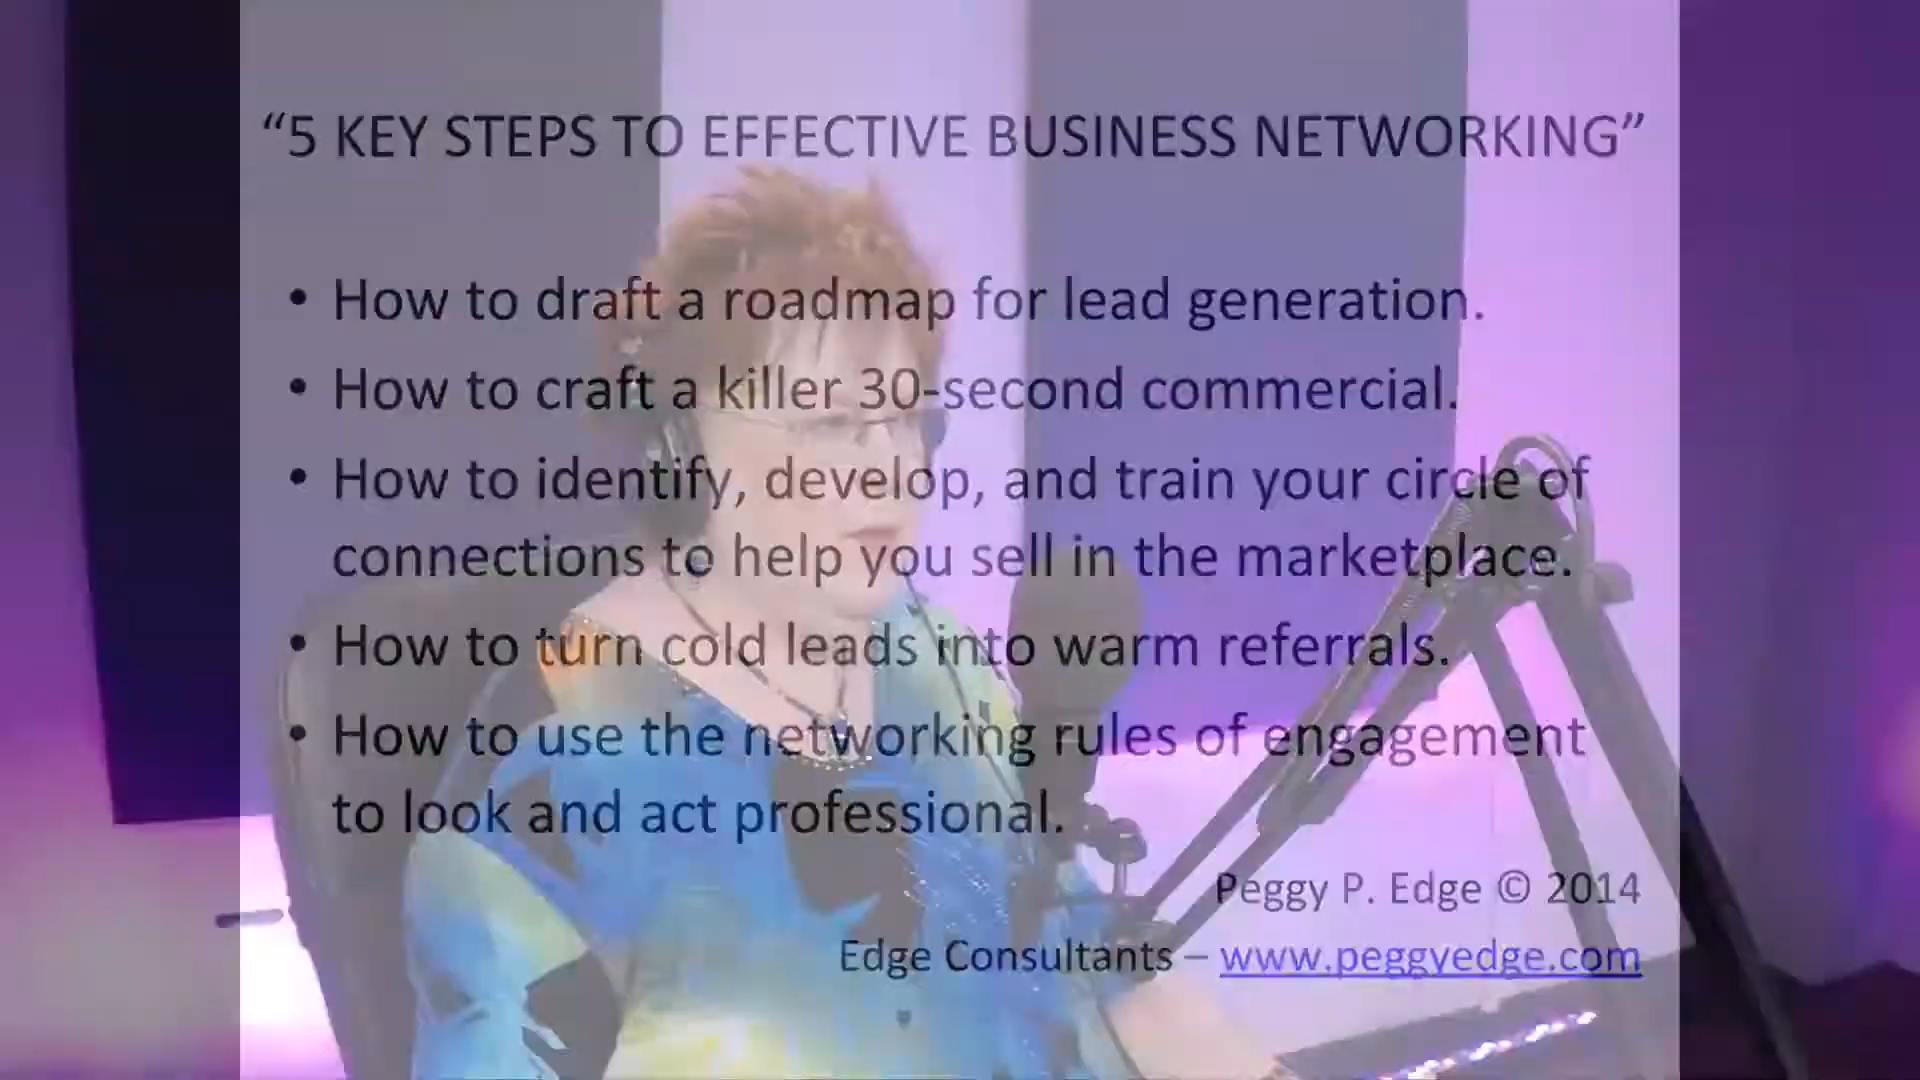 “5 KEY STEPS TO EFFECTIVE BUSINESS NETWORKING”
• How to draft a roadmap for lead generation.
• How to craft a killer 30-second commercial.
• How to identify, develop, and train your circle of
connections to help you sell in the marketplace.
• How to turn cold leads into warm referrals.
• How to use the networking rules of engagement
to look and act professional.
Peggy P. Edge © 2014
Edge Consultants – www.peggyedge.com